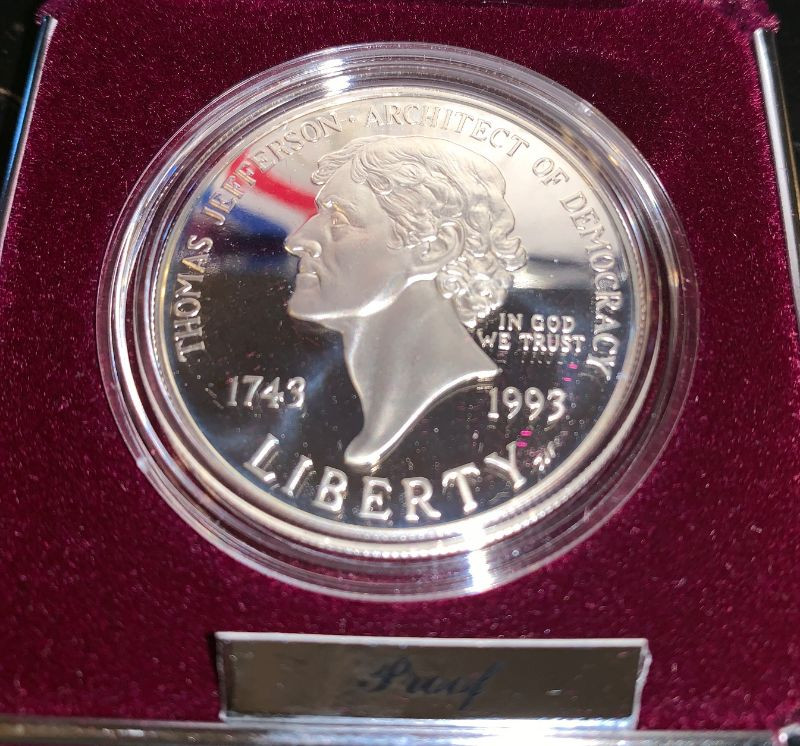 THOMAS JEFFERSON · ARCHITECT OF DEMOCRACY
IN GOD
WE TRUST
1743 1993
LIBERTY
Proof